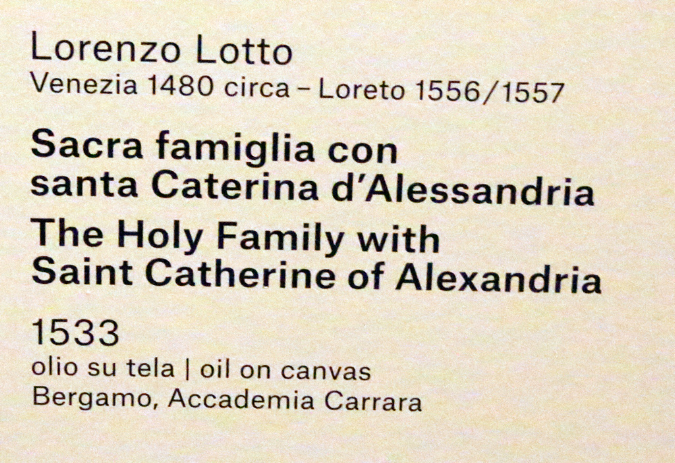 Lorenzo Lotto
Venezia 1480 circa – Loreto 1556/1557
Sacra famiglia con
santa Caterina d’Alessandria
The Holy Family with
Saint Catherine of Alexandria
1533
olio su tela | oil on canvas
Bergamo, Accademia Carrara